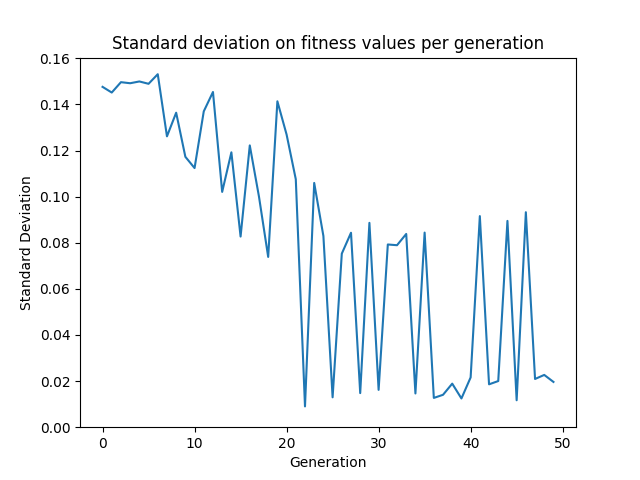 Standard deviation on fitness values per generation
0.16
0.14
0.12
0.10
0.08
0.06
0.04
0.02
0.00
Standard Deviation
0 10 20 30 40 50
Generation